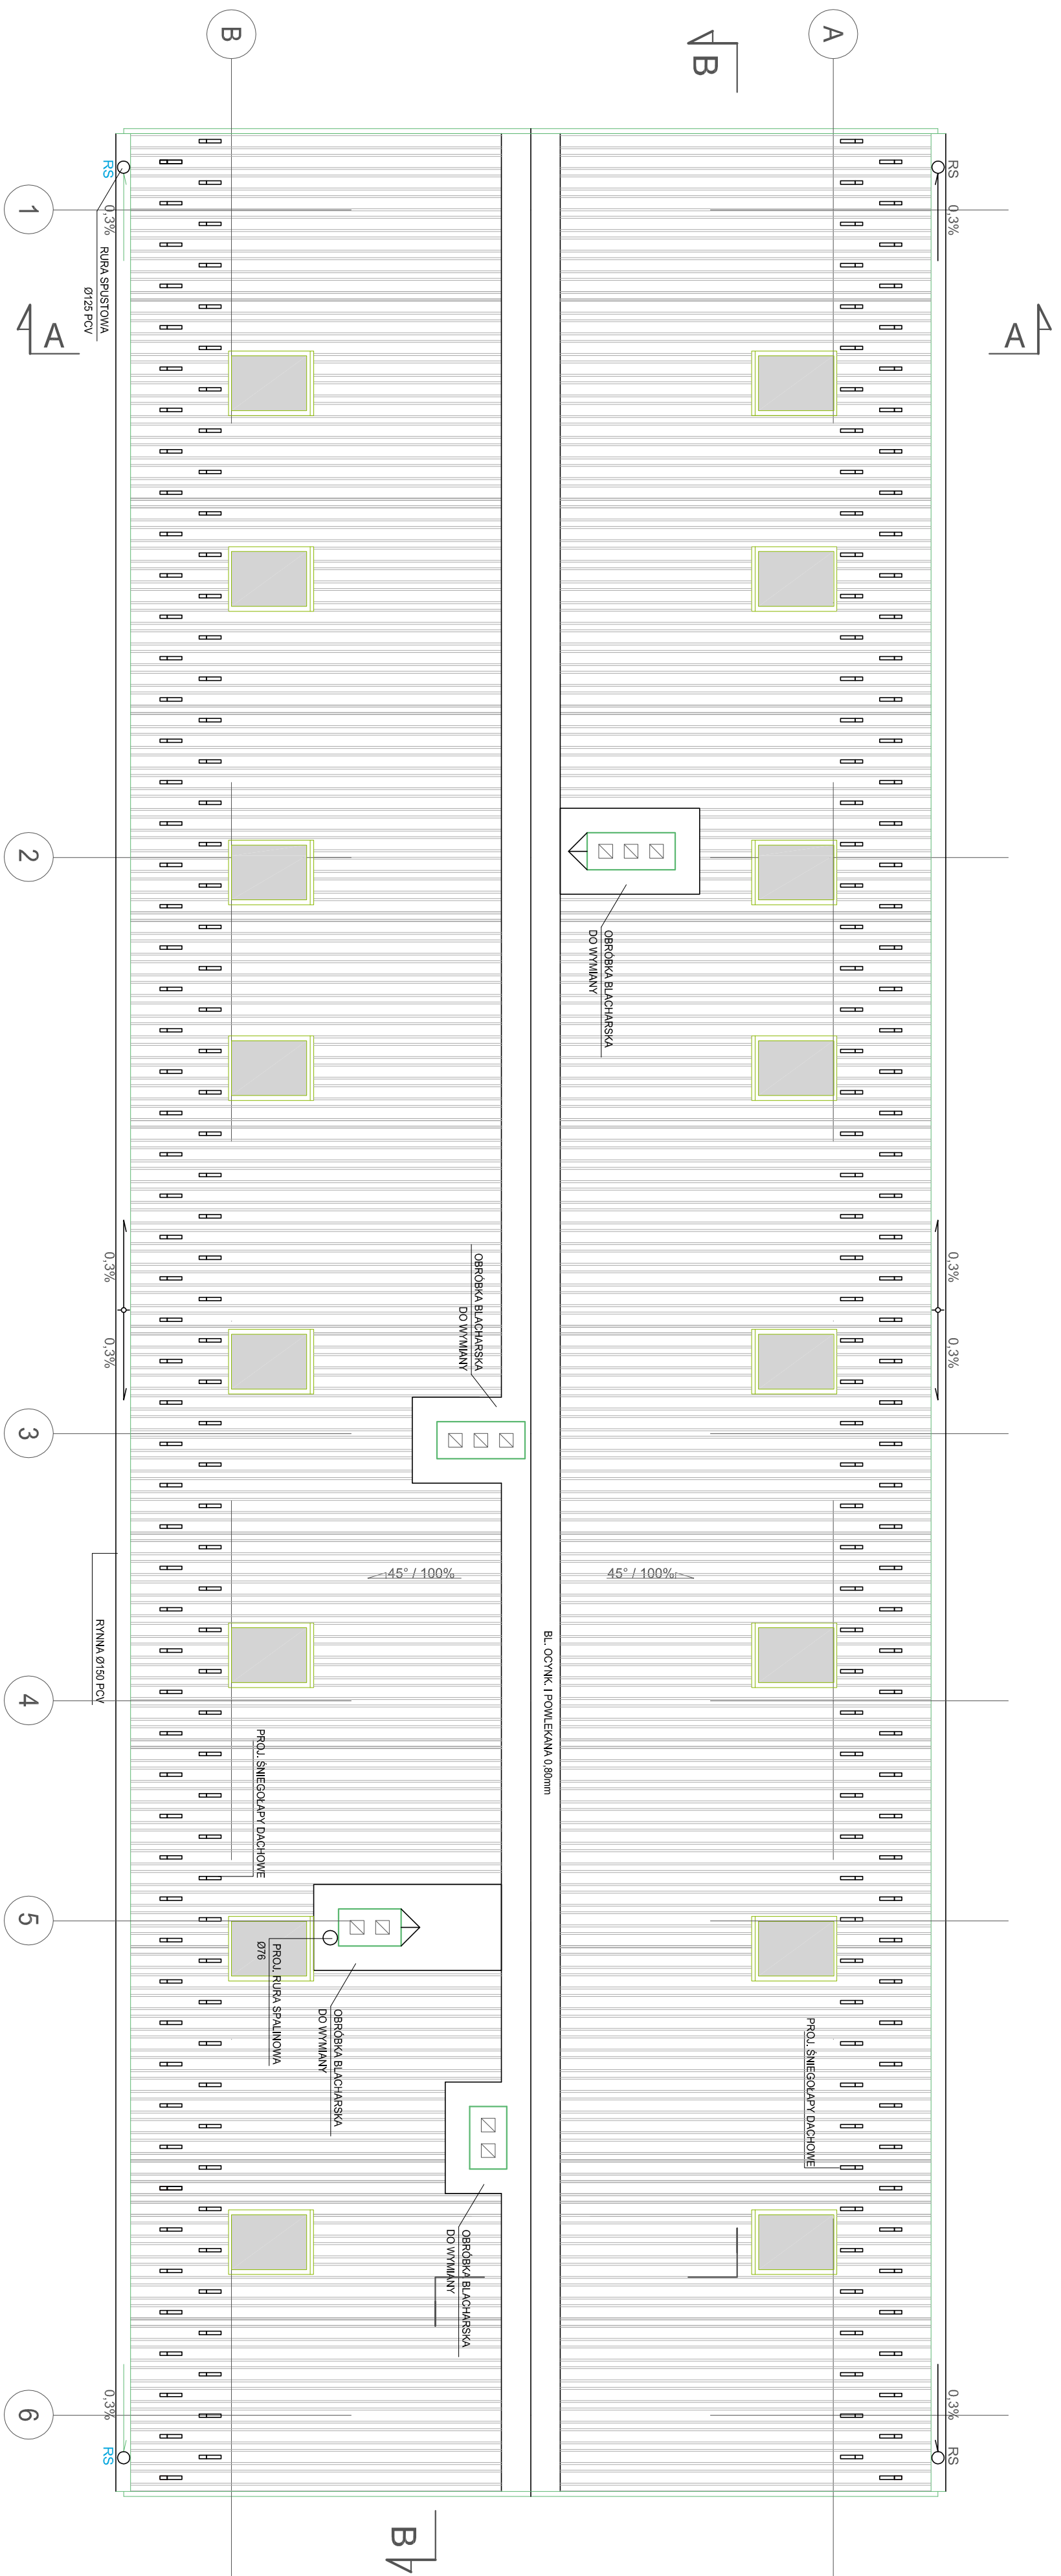 B
A
B
RS
RS
0,3%
0,3%
1
RURA SPUSTOWA
Ø125 PCV
A
A
2
OBRÓBKA BLACHARSKA
DO WYMIANY
OBRÓBKA BLACHARSKA
DO WYMIANY
0,3%
0,3%
0,3%
0,3%
3
45° / 100%
45° / 100%
RYNNA Ø150 PCV
BL. OCYNK. I POWLEKANA 0,80mm
4
PROJ. ŚNIEGOŁAPY DACHOWE
5
PROJ. RURA SPALINOWA
Ø76
OBRÓBKA BLACHARSKA
DO WYMIANY
PROJ. ŚNIEGOŁAPY DACHOWE
OBRÓBKA BLACHARSKA
DO WYMIANY
0,3%
0,3%
6
RS
RS
B